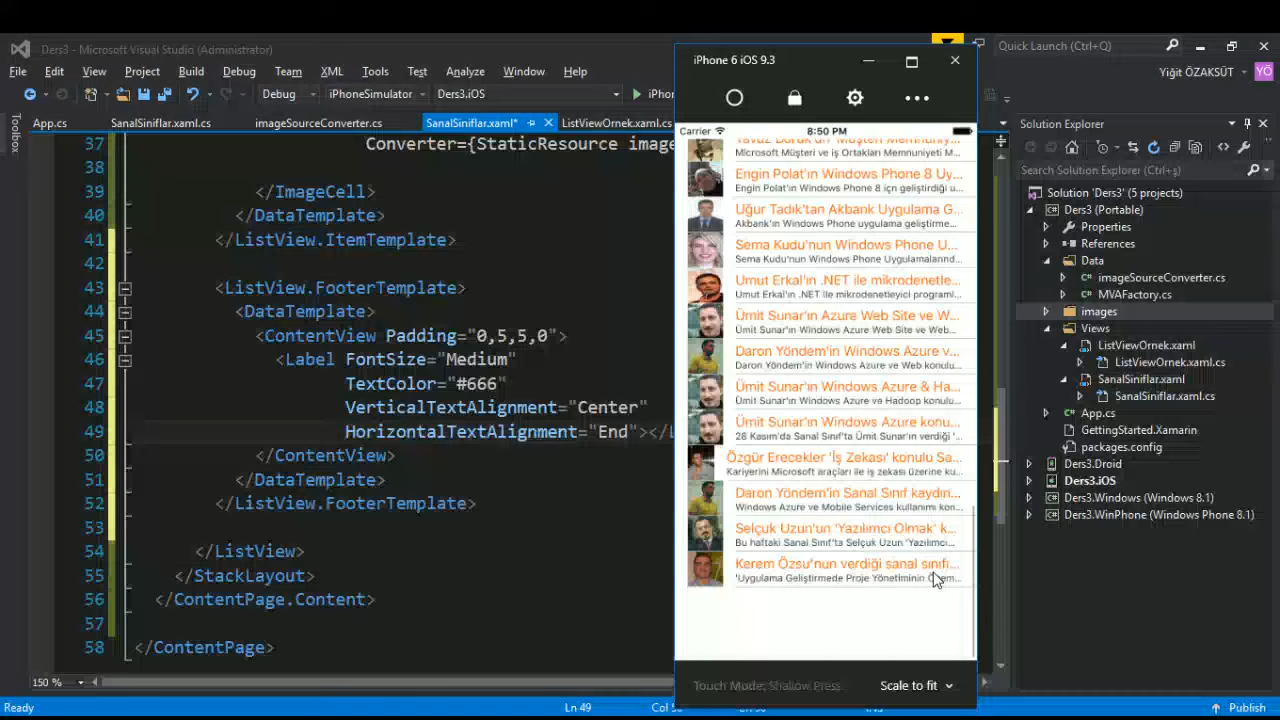 Ders3 - Microsoft Visual Studio (Administrator)
Quick Launch (Ctrl+Q)
File Edit View Project Build Debug Team XML Tools Test Analyze Window Help
Yiğit ÖZAKSÜT
YÖ
Debug iPhoneSimulator Ders3.iOS
App.cs SanalSiniflar.xaml.cs imageSourceConverter.cs SanalSiniflar.xaml* ListViewOrnek.xaml.cs
Toolbox
37 Converter={StaticResource
38
39 </ImageCell>
40 </DataTemplate>
41 </ListView.ItemTemplate>
42
43 <ListView.FooterTemplate>
44 <DataTemplate>
45 <ContentView Padding="0,5,5,0">
46 <Label FontSize="Medium"
47 TextColor="#666"
48 VerticalTextAlignment="Center"
49 HorizontalTextAlignment="End"></
50 </ContentView>
51 </DataTemplate>
52 </ListView.FooterTemplate>
53
54 </ListView>
55 </StackLayout>
56 </ContentPage.Content>
57
58 </ContentPage>
150 %
Ready
Ln 49
Publish
iPhone 6 iOS 9.3
Carrier
8:50 PM
Microsoft Müşteri ve İş Ortakları Memnuniyeti M...
Engin Polat'ın Windows Phone 8 Uy...
Engin Polat'ın Windows Phone 8 için geliştirdiği u...
Uğur Tadık'tan Akbank Uygulama G...
Akbank'ın Windows Phone uygulama geliştirme...
Sema Kudu'nun Windows Phone U...
Sema Kudu'nun Windows Phone Uygulamalarınd...
Umut Erkal'ın .NET ile mikrodenetle...
Umut Erkal'ın .NET ile mikrodenetleyici programl...
Ümit Sunar'ın Azure Web Site ve W...
Ümit Sunar'ın Windows Azure Web Site ve Web...
Daron Yöndem'in Windows Azure v...
Daron Yöndem'in Windows Azure ve Web konulu...
Ümit Sunar'ın Windows Azure & Ha...
Ümit Sunar'ın Windows Azure ve Hadoop konulu...
Ümit Sunar'ın Windows Azure konu...
28 Kasım'da Sanal Sınıf'ta Ümit Sunar'ın verdiği '...
Özgür Erecekler 'İş Zekası' konulu Sa...
Kariyerini Microsoft araçları ile iş zekası üzerine ku...
Daron Yöndem'in Sanal Sınıf kaydın...
Windows Azure ve Mobile Services kullanımı kon...
Selçuk Uzun'un 'Yazılımcı Olmak' k...
Bu haftaki Sanal Sınıf'ta Selçuk Uzun 'Yazılımcı...
Kerem Özsu'nun verdiği sanal sınıfı...
'Uygulama Geliştirmede Proje Yönetiminin
Touch Mode: Shallow Press
Scale to fit
Solution Explorer
Search Solution Explorer (Ctrl+ş)
Solution 'Ders3' (5 projects)
Ders3 (Portable)
Properties
References
Data
imageSourceConverter.cs
MVAFactory.cs
images
Views
ListViewOrnek.xaml
ListViewOrnek.xaml.cs
SanalSiniflar.xaml
SanalSiniflar.xaml.cs
App.cs
GettingStarted.Xamarin
packages.config
Ders3.Droid
Ders3.iOS
Ders3.Windows (Windows 8.1)
Ders3.WinPhone (Windows Phone 8.1)